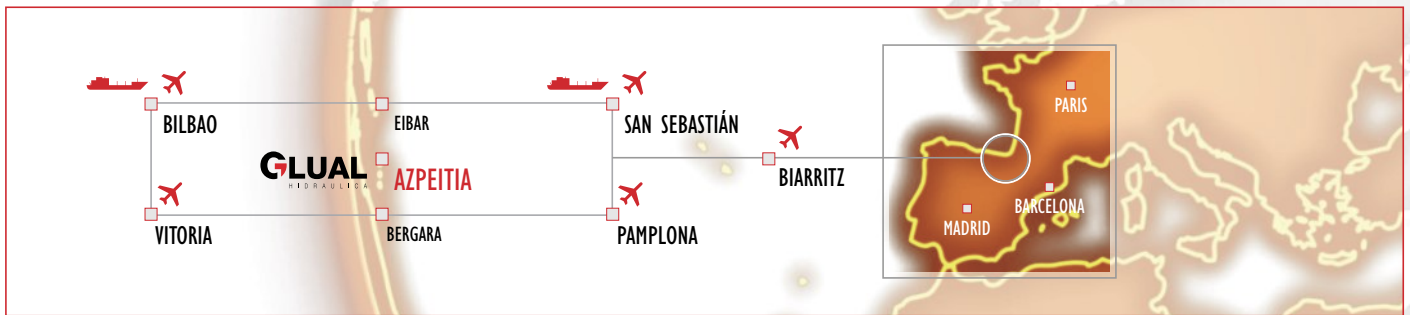 BILBAO
EIBAR
SAN SEBASTIÁN
GLUAL
HIDRAULICA
AZPEITIA
BIARRITZ
VITORIA
BERGARA
PAMPLONA
PARIS
BARCELONA
MADRID